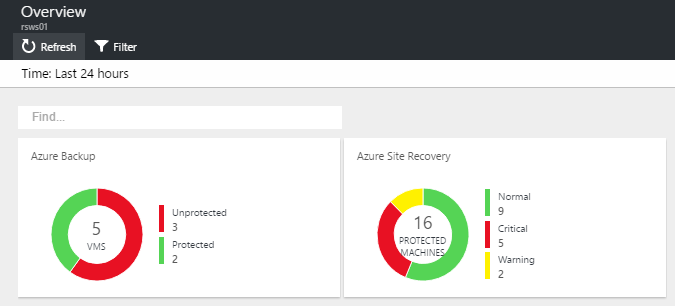 Overview
rsws01
Refresh
Filter
Time: Last 24 hours
Find...
Azure Backup
5
VMS
Unprotected
3
Protected
2
Azure Site Recovery
16
PROTECTED
MACHINES
Normal
9
Critical
5
Warning
2